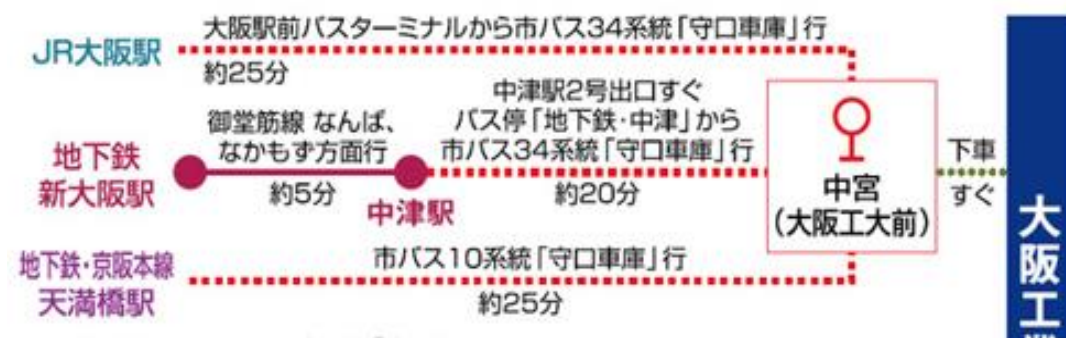 大阪駅前バスターミナルから市バス34系統「守口車庫」行
JR大阪駅
約25分
中津駅2号出口すぐ
バス停「地下鉄・中津」から
市バス34系統「守口車庫」行
御堂筋線 なんば、
なかもず方面行
地下鉄
新大阪駅
約5分
中津駅
約20分
中宮
(大阪工大前)
下車
すぐ
地下鉄・京阪本線
天満橋駅
市バス10系統「守口車庫」行
約25分
大阪工